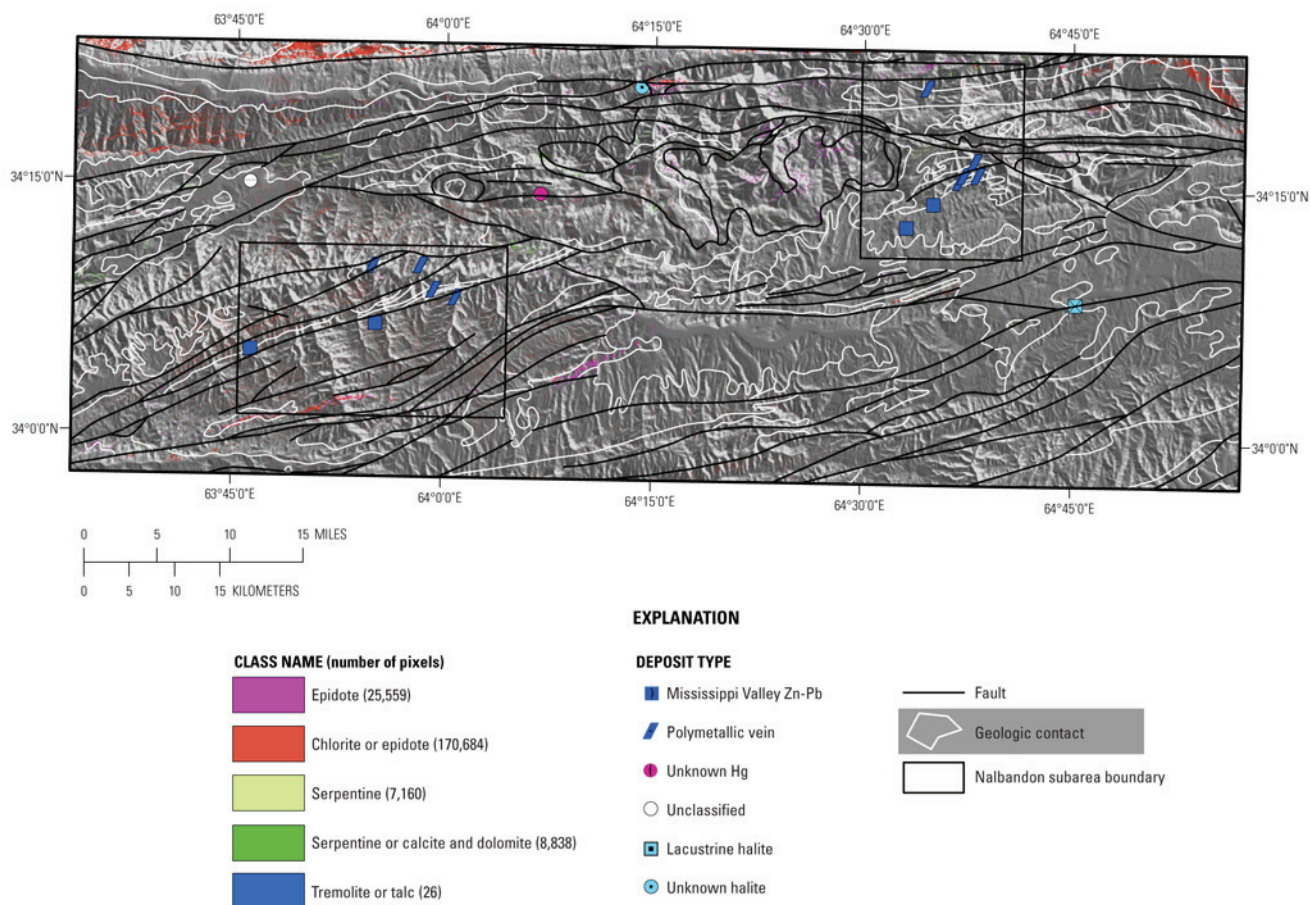 63°45'0"E 64°0'0"E 64°15'0"E 64°30'0"E 64°45'0"E
34°15'0"N 34°15'0"N
34°0'0"N 34°0'0"N
63°45'0"E 64°0'0"E 64°15'0"E 64°30'0"E 64°45'0"E
0 5 10 15 MILES
0 5 10 15 KILOMETERS
EXPLANATION
CLASS NAME (number of pixels)
Epidote (25,559)
Chlorite or epidote (170,684)
Serpentine (7,160)
Serpentine or calcite and dolomite (8,838)
Tremolite or talc (26)
DEPOSIT TYPE
Mississippi Valley Zn-Pb
Polymetallic vein
Unknown Hg
Unclassified
Lacustrine halite
Unknown halite
Fault
Geologic contact
Nalbandon subarea boundary